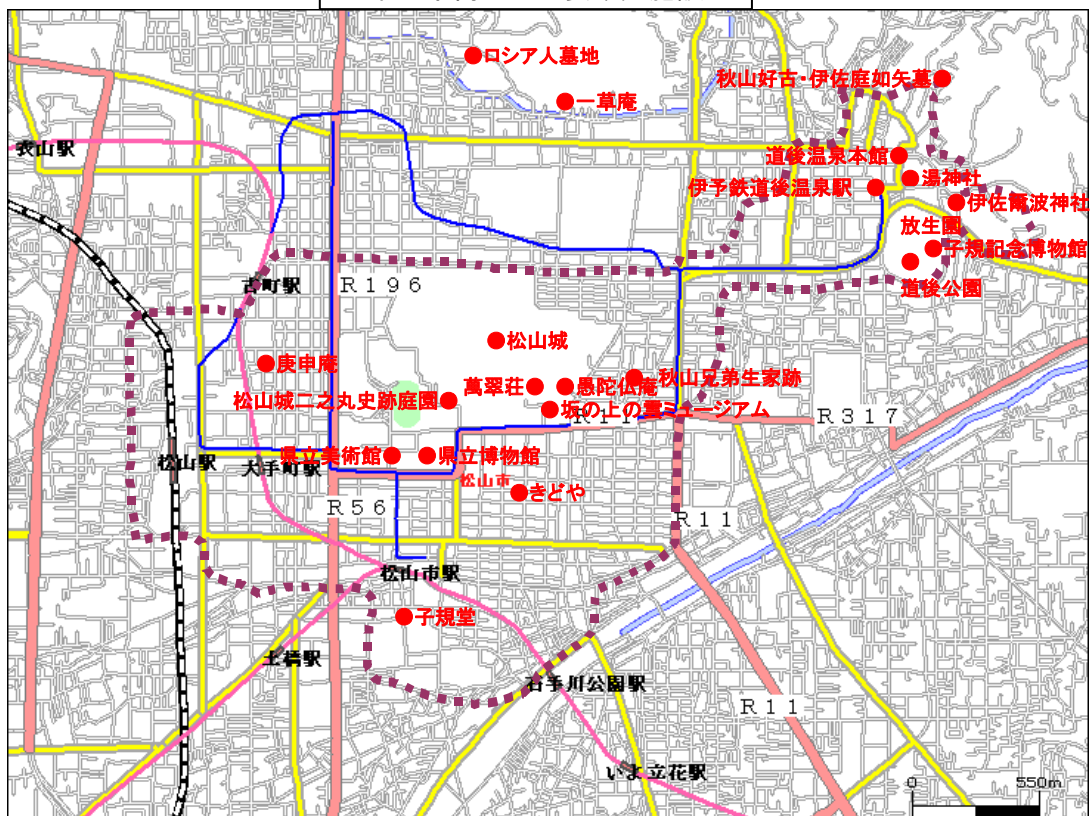 ロシア人墓地
秋山好古・伊佐庭如矢墓
一草庵
衣山駅
道後温泉本館
湯神社
伊予鉄道後温泉駅
伊佐爾波神社
放生園
子規記念博物館
古町駅
R196
道後公園
松山城
庚申庵
秋山兄弟生家跡
萬翠荘
愚陀仏庵
松山城二之丸史跡庭園
坂の上の雲ミュージアム
R317
県立美術館
県立博物館
松山駅
大手町駅
松山市
きどや
R56
R11
松山市駅
子規堂
土橋駅
石手川公園駅
R11
いよ立花駅
0
550m